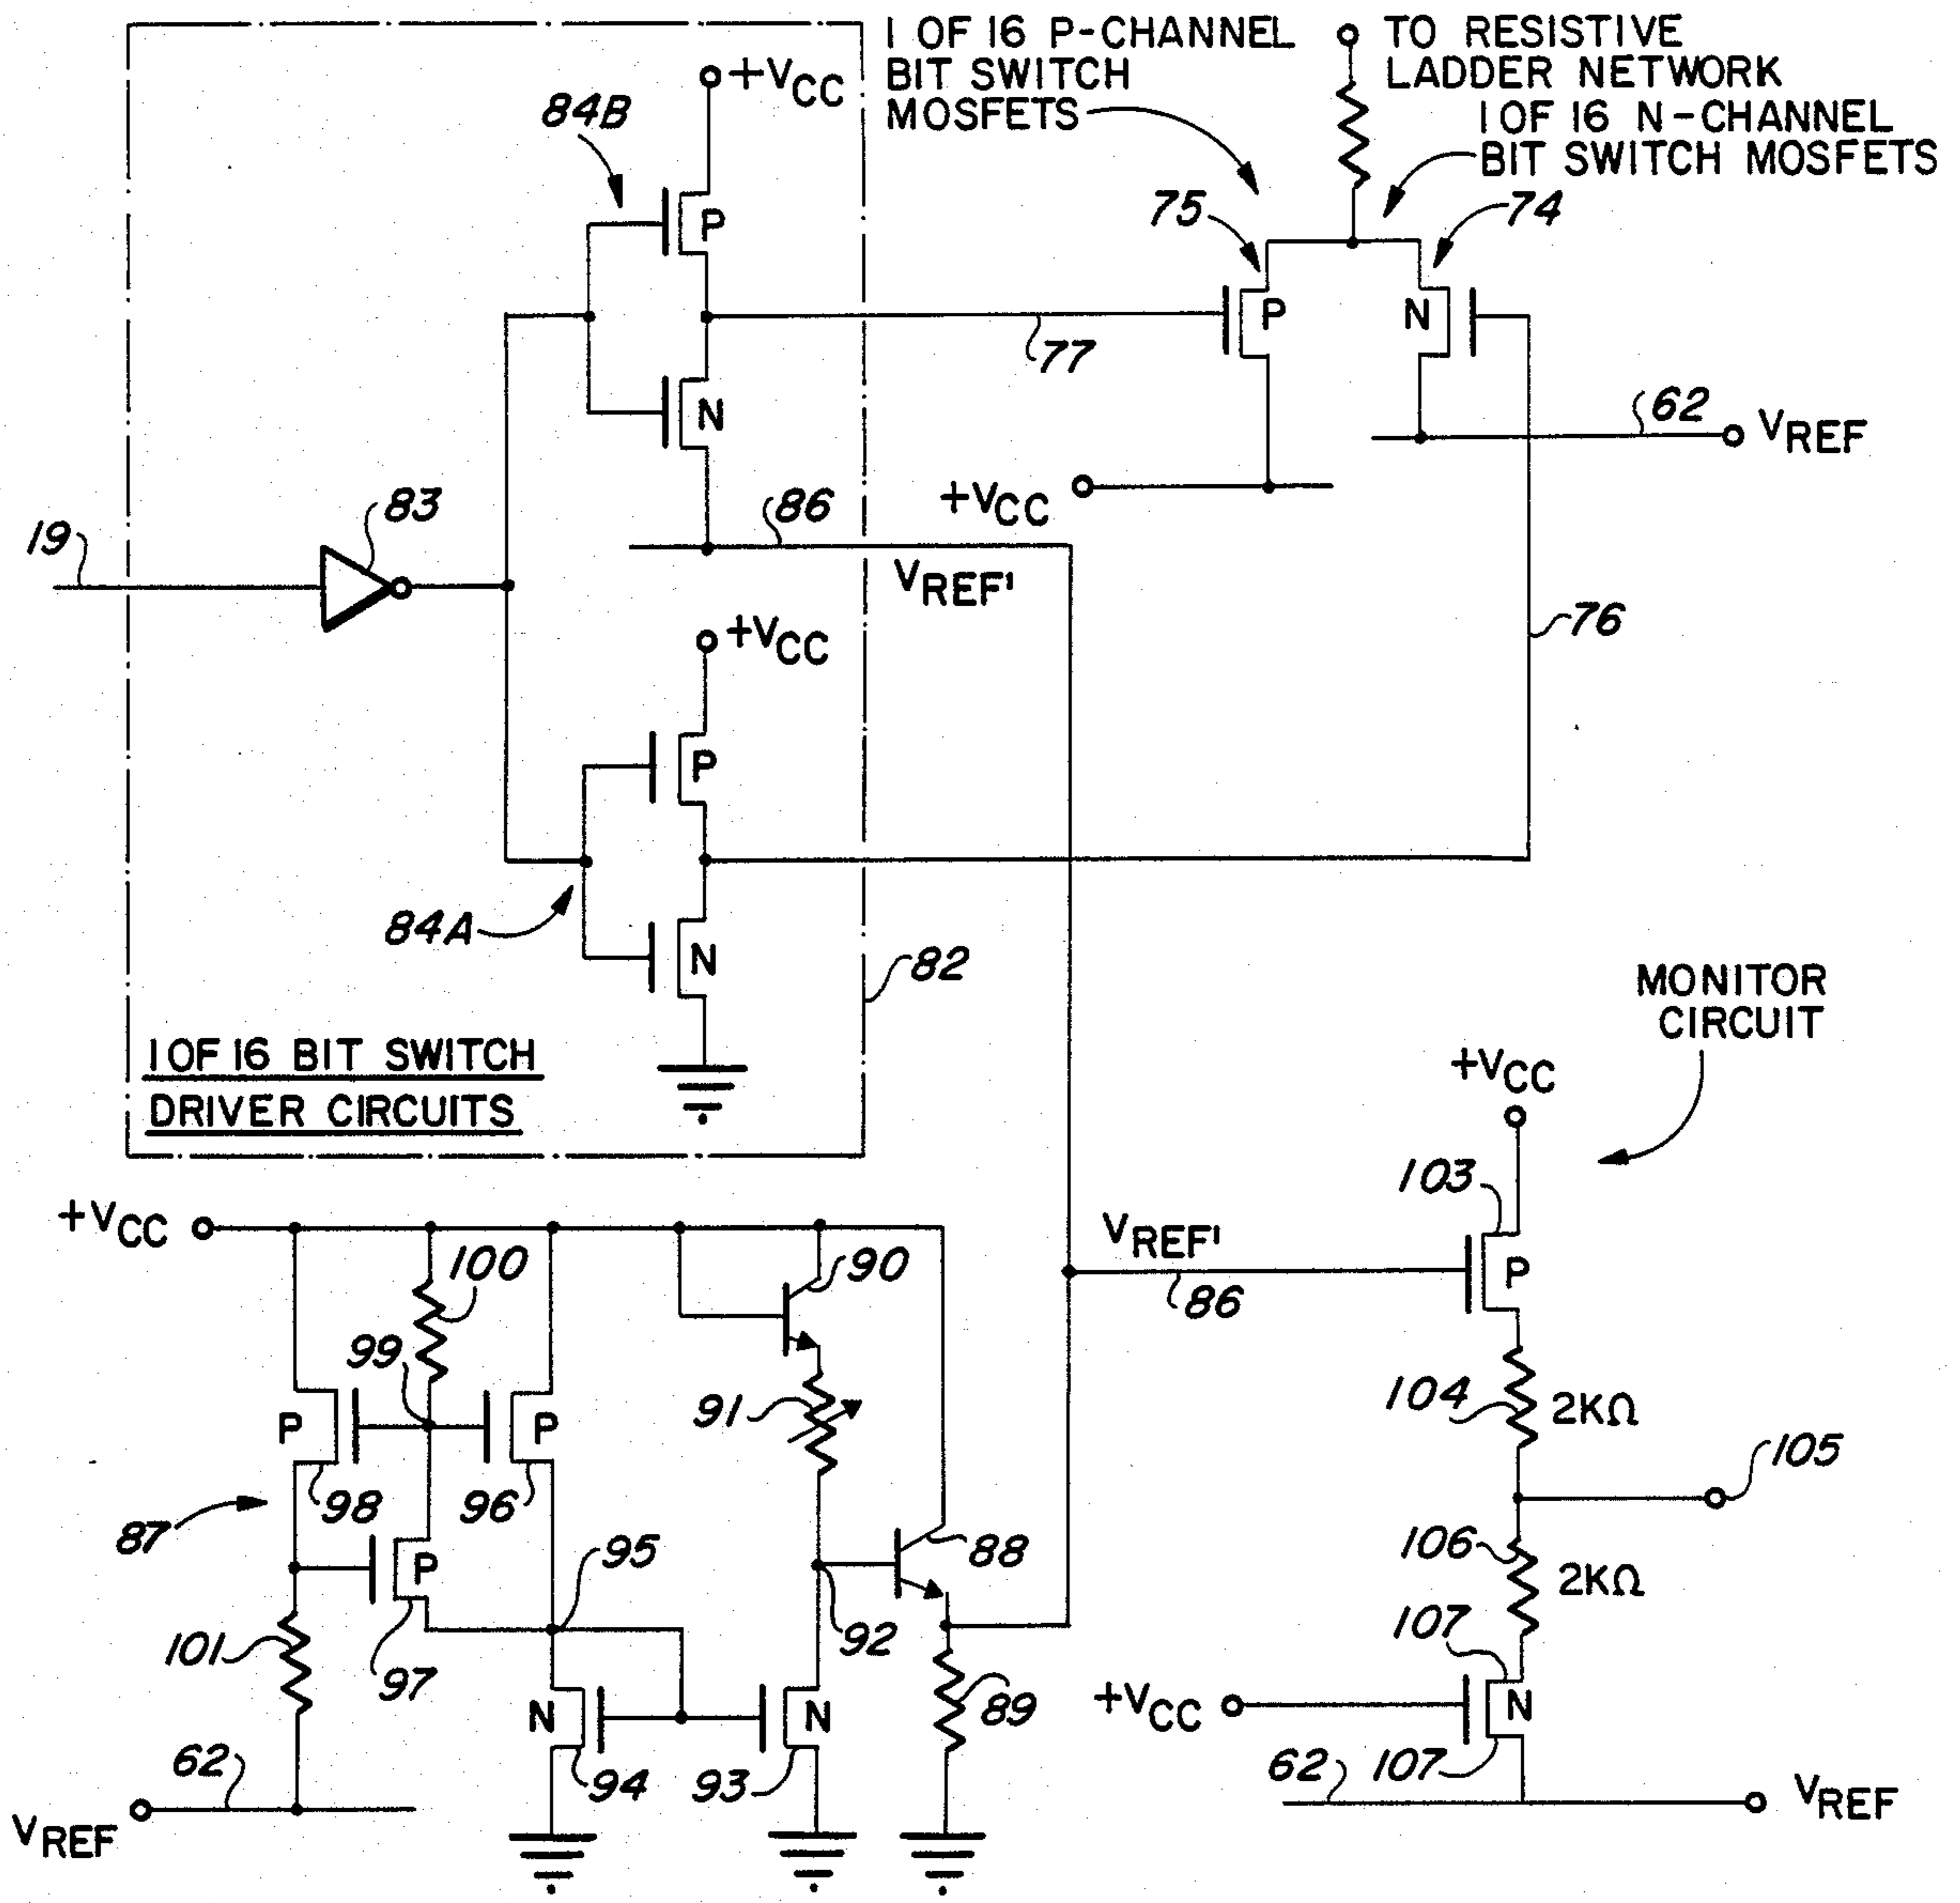 1 OF 16 P-CHANNEL
BIT SWITCH
MOSFETS
TO RESISTIVE
LADDER NETWORK
1 OF 16 N-CHANNEL
BIT SWITCH MOSFETS
+VCC
84B
75
74
P
P
N
77
N
62
VREF
+VCC
86
83
19
VREF'
+VCC
76
P
84A
N
82
1 OF 16 BIT SWITCH
DRIVER CIRCUITS
MONITOR
CIRCUIT
+VCC
103
+VCC
100
90
VREF'
86
P
99
91
104
2KΩ
P
P
98
96
105
87
P
95
88
106
2KΩ
101
97
92
107
N
N
89
+VCC
N
62
94
93
62
107
VREF
VREF